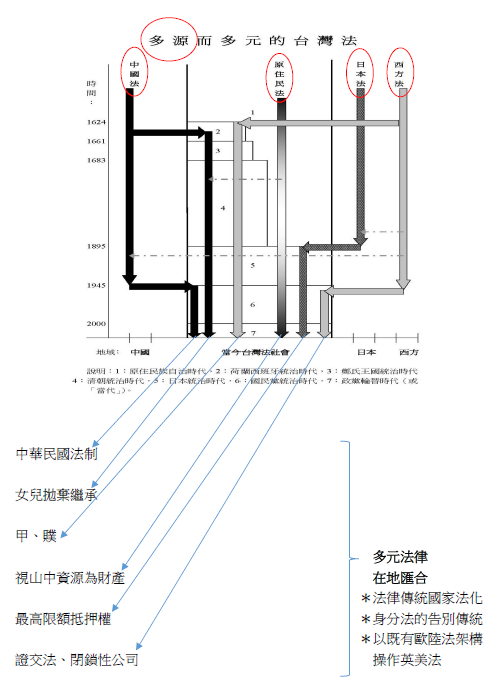 多源而多元的台灣法
中國法
原住民法
日本法
西方法
時間：
1
1624
2
1661
3
1683
4
1895
5
1945
6
2000
7
地域： 中國 當今台灣法社會 日本 西方
說明：1：原住民族自治時代，2：荷蘭西班牙統治時代，3：鄭氏王國統治時代
4：清朝統治時代，5：日本統治時代，6：國民黨統治時代，7：政黨輪替時代（或
「當代」）。
中華民國法制
女兒拋棄繼承
甲、贌
視山中資源為財產
最高限額抵押權
證交法、閉鎖性公司
多元法律
在地匯合
＊法律傳統國家法化
＊身分法的告別傳統
＊以既有歐陸法架構
操作英美法